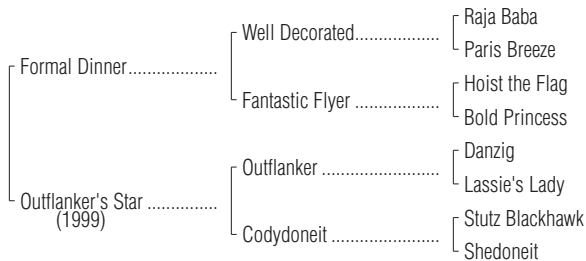 Raja Baba
Well Decorated..................
Paris Breeze
Formal Dinner...................
Hoist the Flag
Fantastic Flyer ..................
Bold Princess
Danzig
Outflanker .........................
Lassie's Lady
Outflanker's Star ...............
(1999)
Stutz Blackhawk
Codydoneit .......................
Shedoneit